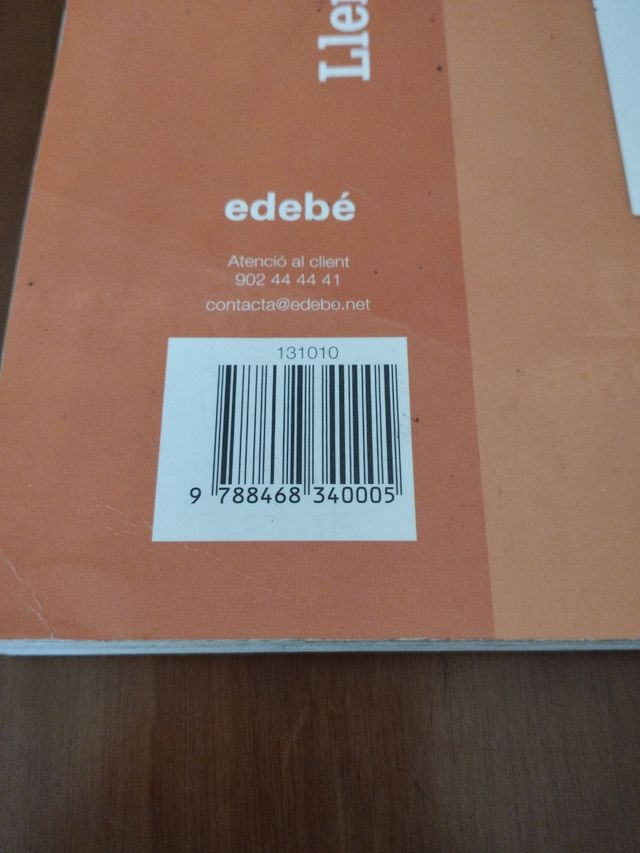 edebé
Atenció al client
902 44 44 41
contacta@edebe.net
131010
9 788468 340005